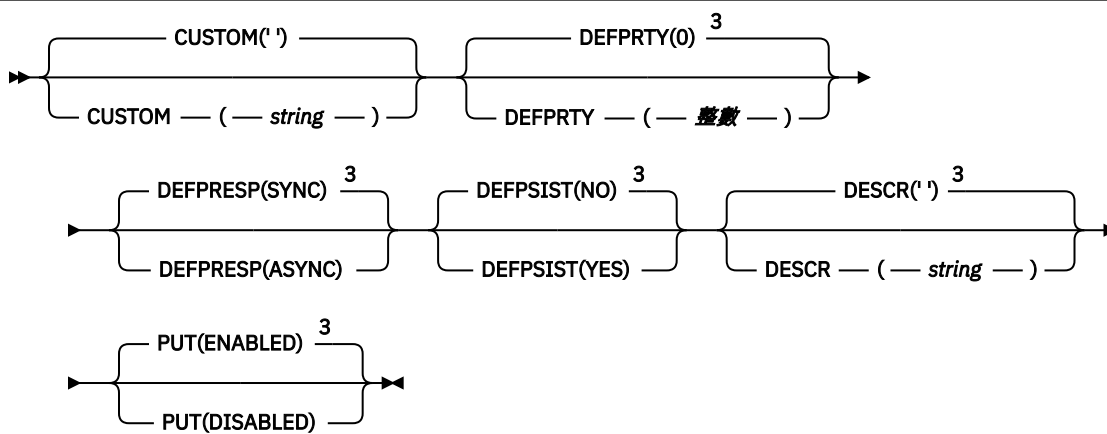 CUSTOM(' ') DEFPRTY(0) 3
CUSTOM ( string ) DEFPRTY ( 整數 )
DEFPRESP(SYNC) 3 DEFPSIST(NO) 3 DESCR(' ') 3
DEFPRESP(ASYNC) DEFPSIST(YES) DESCR ( string )
PUT(ENABLED) 3
PUT(DISABLED)